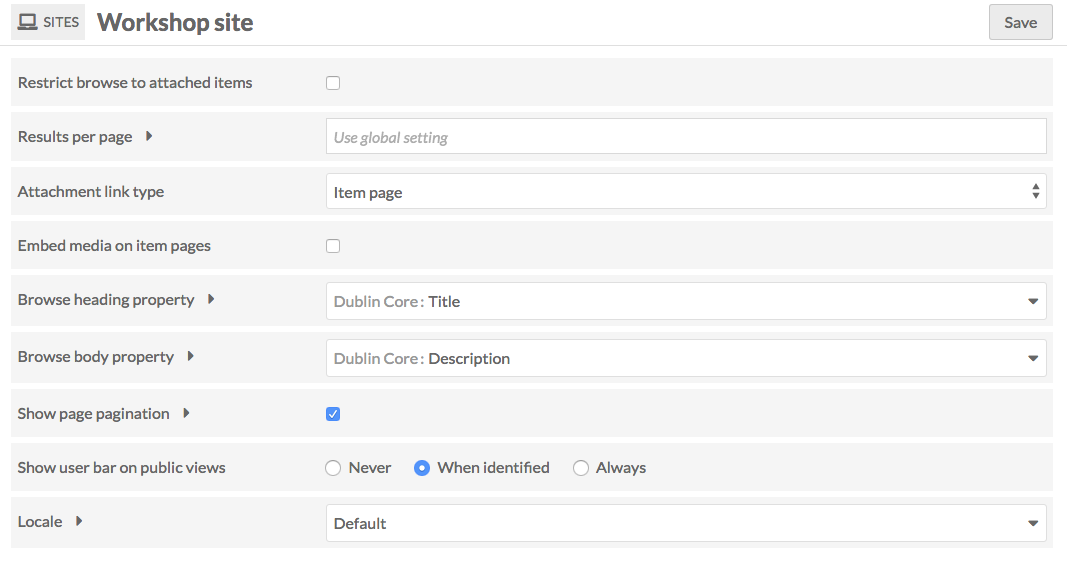 SITES Workshop site Save
Restrict browse to attached items
Results per page Use global setting
Attachment link type Item page
Embed media on item pages
Browse heading property Dublin Core : Title
Browse body property Dublin Core : Description
Show page pagination
Show user bar on public views Never When identified Always
Locale Default